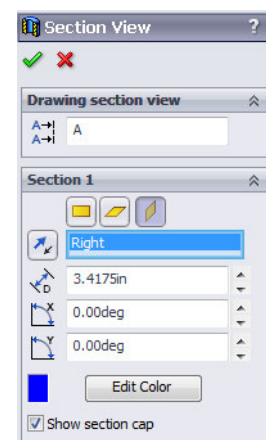 Section View ?
Drawing section view
A
A
A
Section 1
Right
D
3.4175in
X
0.00deg
Y
0.00deg
Edit Color
Show section cap